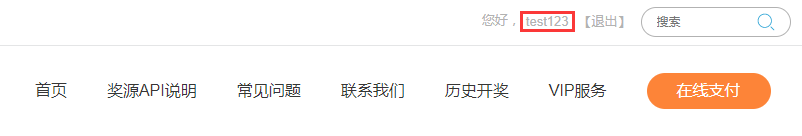 您好，test123 【退出】 搜索
首页 奖源API说明 常见问题 联系我们 历史开奖 VIP服务 在线支付